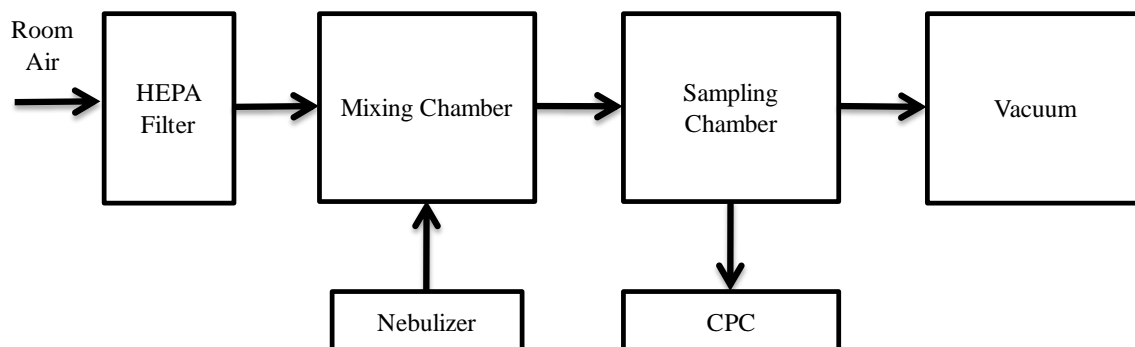 Room
Air
HEPA
Filter
Mixing Chamber
Sampling
Chamber
Vacuum
Nebulizer
CPC